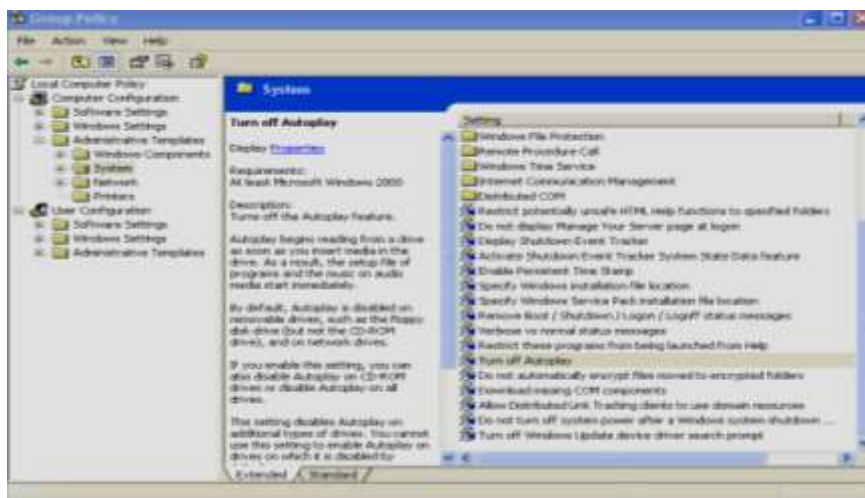 Group Policy
File Action View Help
Local Computer Policy
Computer Configuration
Software Settings
Windows Settings
Administrative Templates
Windows Components
System
Network
Printers
User Configuration
Software Settings
Windows Settings
Administrative Templates
System
Turn off Autoplay
Display Properties
Requirements:
At least Microsoft Windows 2000
Description:
Turns off the Autoplay feature.
Autoplay begins reading from a drive
as soon as you insert media in the
drive. As a result, the setup file of
programs and the music on audio
media start immediately.
By default, Autoplay is disabled on
removable drives, such as the floppy
disk drive (but not the CD-ROM
drive), and on network drives.
If you enable this setting, you can
also disable Autoplay on CD-ROM
drives or disable Autoplay on all
drives.
This setting disables Autoplay on
additional types of drives. You cannot
use this setting to enable Autoplay on
drives on which it is disabled by
Setting
Windows File Protection
Remote Procedure Call
Windows Time Service
Internet Communication Management
Distributed COM
Restrict potentially unsafe HTML Help functions to specified folders
Do not display Manage Your Server page at logon
Display Shutdown Event Tracker
Activate Shutdown Event Tracker System State Data feature
Enable Persistent Time Stamp
Specify Windows installation file location
Specify Windows Service Pack installation file location
Remove Boot / Shutdown / Logon / Logoff status messages
Verbose vs normal status messages
Restrict these programs from being launched from Help
Turn off Autoplay
Do not automatically encrypt files moved to encrypted folders
Download missing COM components
Allow Distributed Link Tracking clients to use domain resources
Do not turn off system power after a Windows system shutdown ...
Turn off Windows Update device driver search prompt
Extended Standard